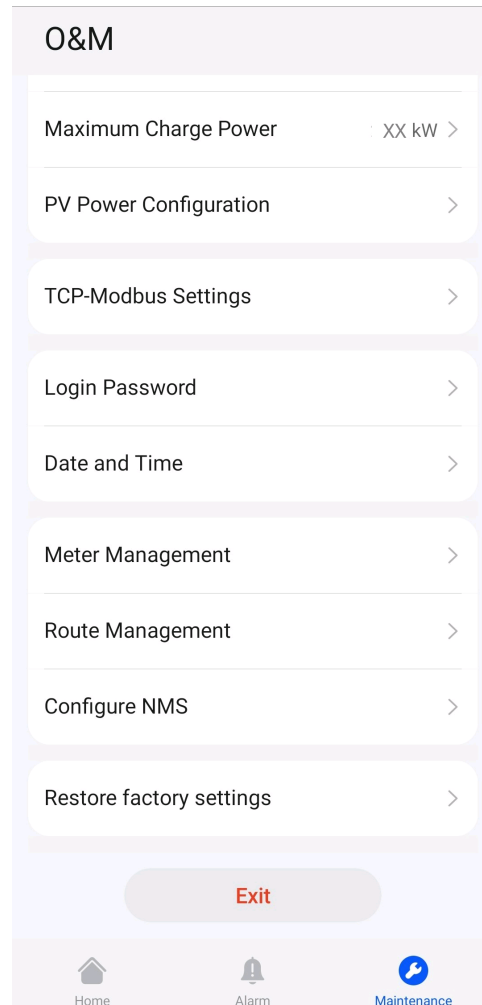 O&M
Maximum Charge Power XX kW
PV Power Configuration
TCP-Modbus Settings
Login Password
Date and Time
Meter Management
Route Management
Configure NMS
Restore factory settings
Exit
Home Alarm Maintenance